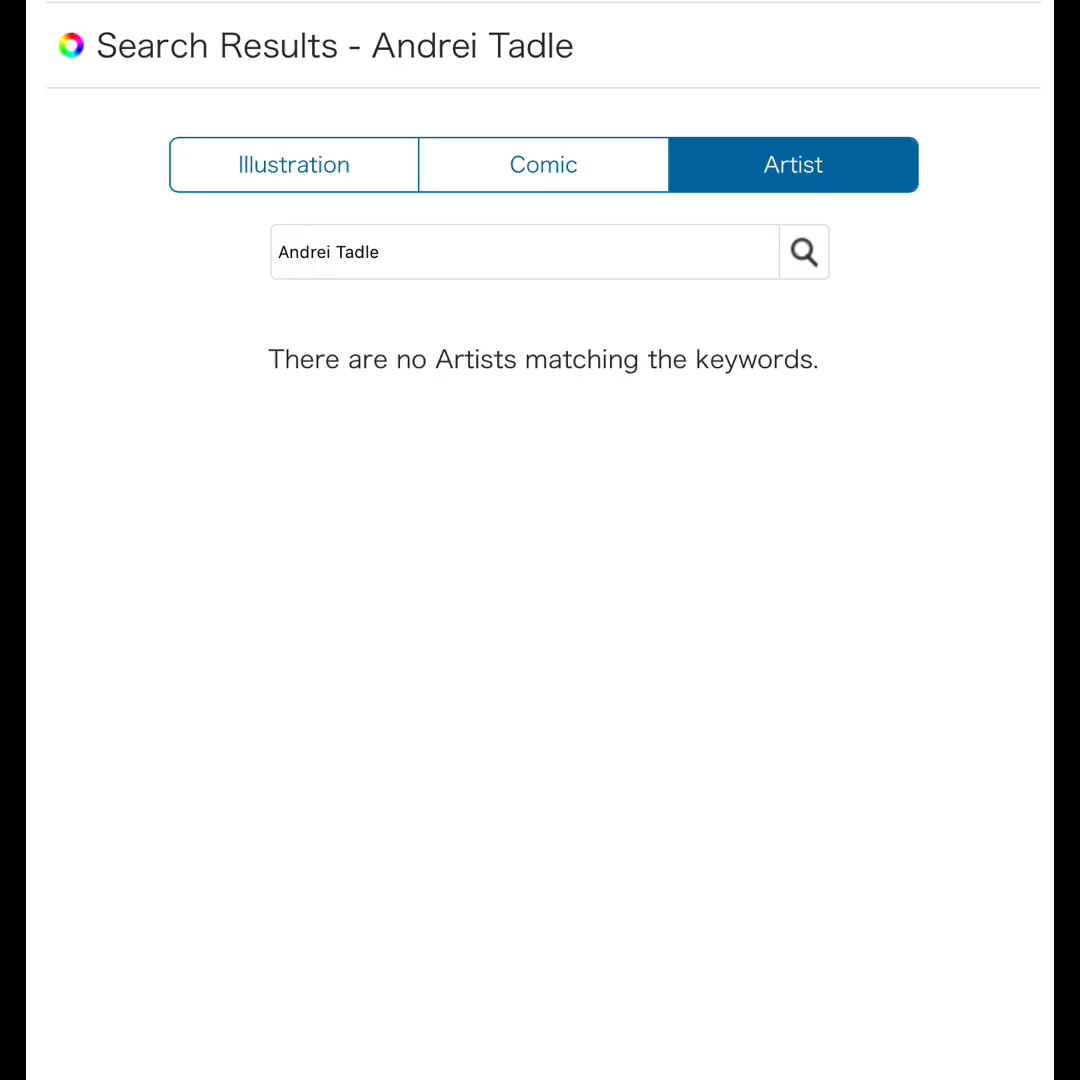 Search Results - Andrei Tadle
Illustration
Comic
Artist
Andrei Tadle
There are no Artists matching the keywords.